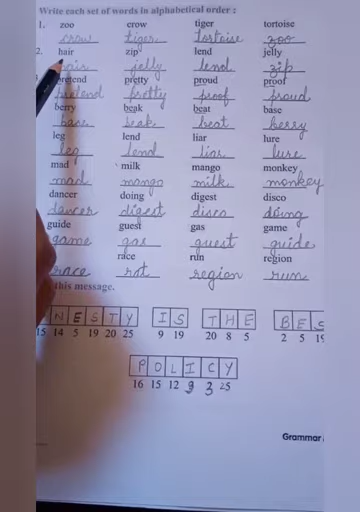 Write each set of words in alphabetical order :
1. zoo crow tiger tortoise
crow tiger tortoise zoo
2. hair zip lend jelly
hair jelly lend zip
pretend pretty proud proof
pretend pretty proof proud
berry beak beat base
base beak beat berry
leg lend liar lure
leg lend liar lure
mad milk mango monkey
mad mango milk monkey
dancer doing digest disco
dancer digest disco doing
guide guest gas game
game gas guest guide
race run region
race rot region run
this message.
N E S T Y I S T H E B E S
15 14 5 19 20 25 9 19 20 8 5 2 5 19
P O L I C Y
16 15 12 9 3 25
Grammar